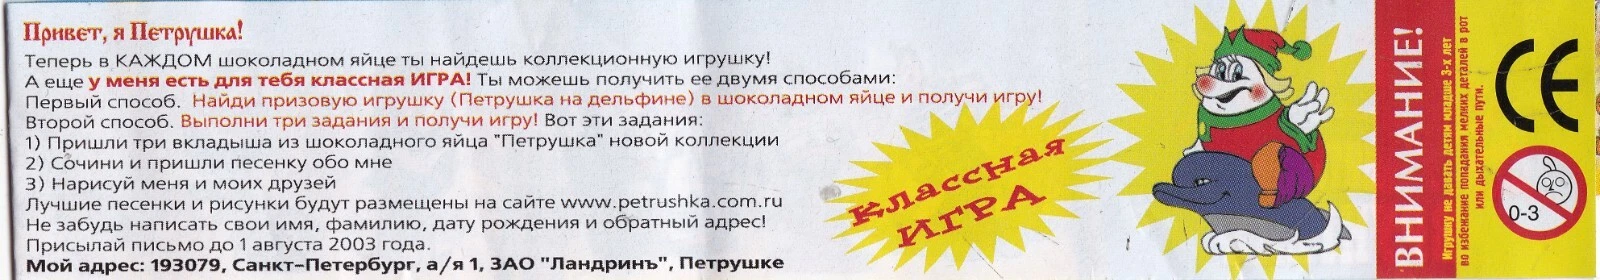 Привет, я Петрушка!
Теперь в КАЖДОМ шоколадном яйце ты найдешь коллекционную игрушку!
А еще у меня есть для тебя классная ИГРА! Ты можешь получить ее двумя способами:
Первый способ. Найди призовую игрушку (Петрушка на дельфине) в шоколадном яйце и получи игру!
Второй способ. Выполни три задания и получи игру! Вот эти задания:
1) Пришли три вкладыша из шоколадного яйца "Петрушка" новой коллекции
2) Сочини и пришли песенку обо мне
3) Нарисуй меня и моих друзей
Лучшие песенки и рисунки будут размещены на сайте www.petrushka.com.ru
Не забудь написать свои имя, фамилию, дату рождения и обратный адрес!
Присылай письмо до 1 августа 2003 года.
Мой адрес: 193079, Санкт-Петербург, а/я 1, ЗАО "Ландринъ", Петрушке
классная
ИГРА
ВНИМАНИЕ!
Игрушку не давать детям младше 3-х лет
во избежание попадания мелких деталей в рот
или дыхательные пути.
CE
0-3